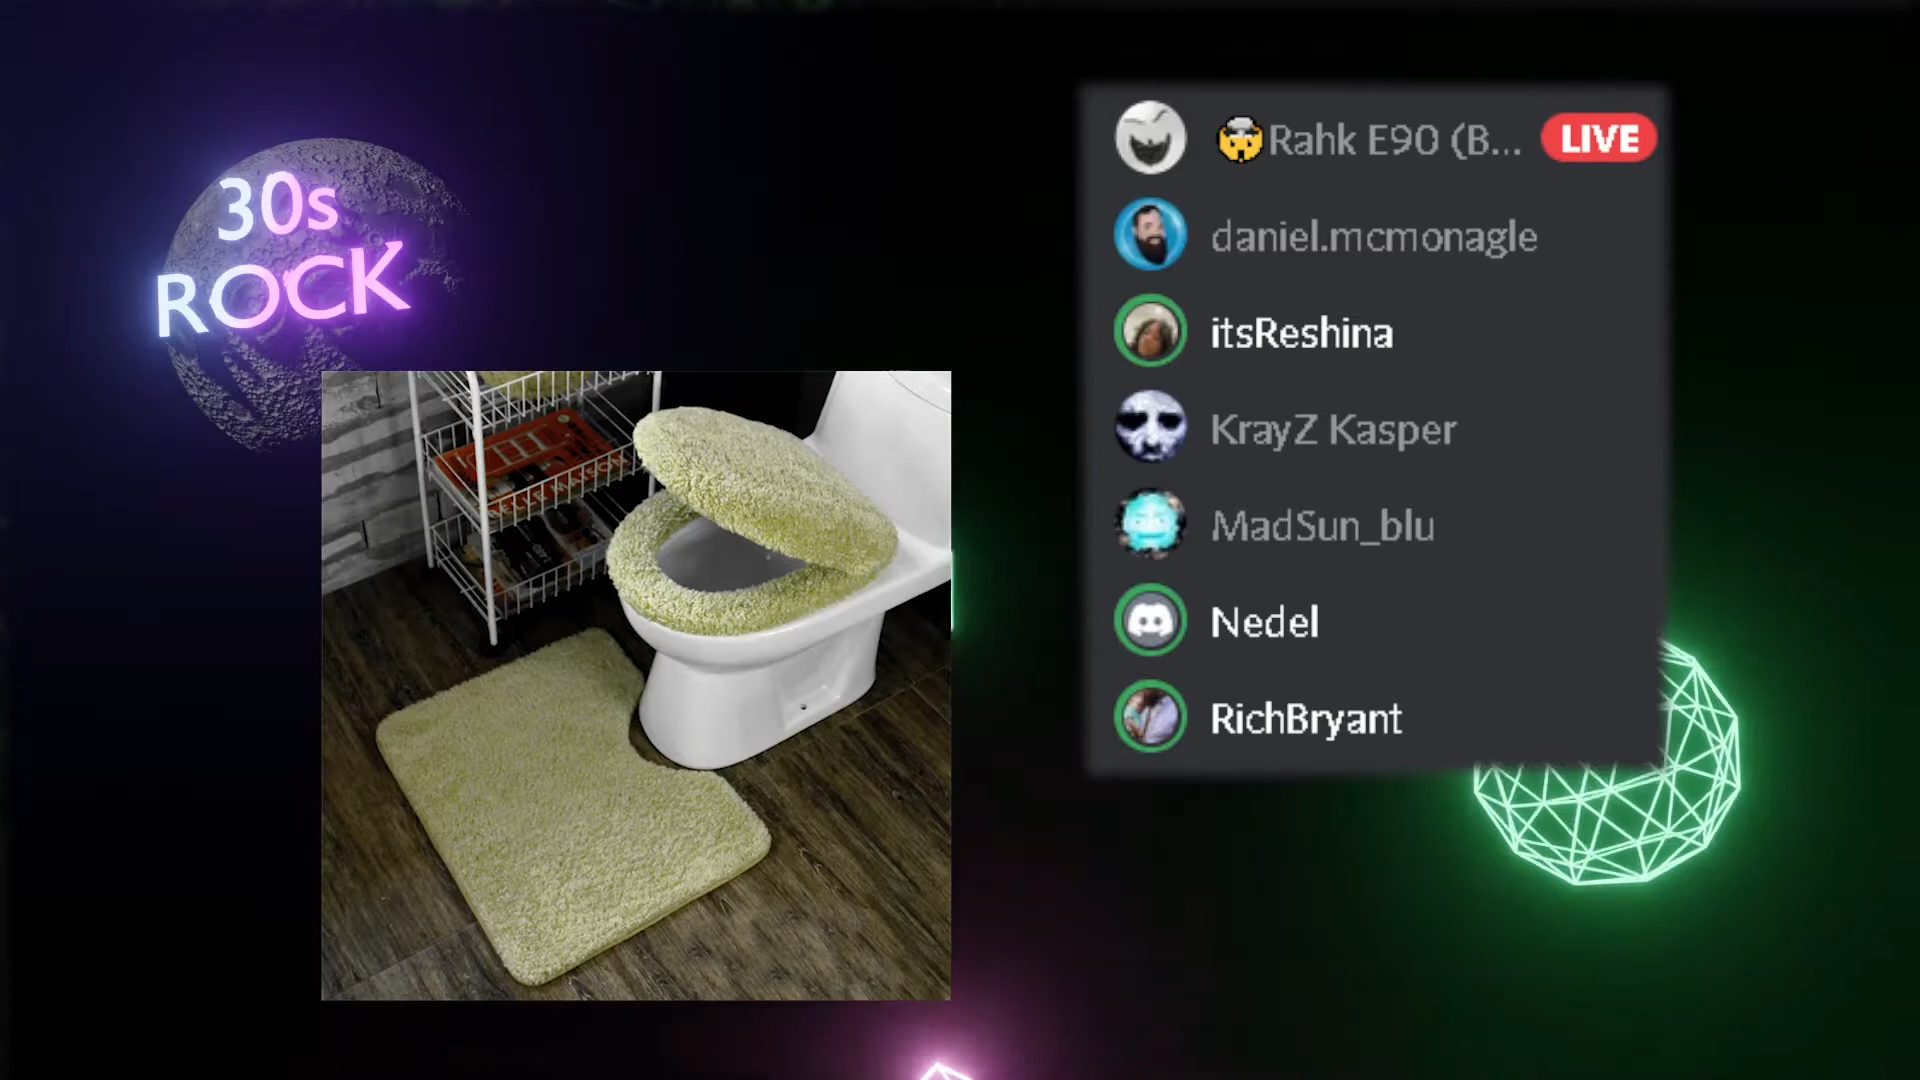 30s
ROCK
Rahk E90 (B...
LIVE
daniel.mcmonagle
itsReshina
KrayZ Kasper
MadSun_blu
Nedel
RichBryant